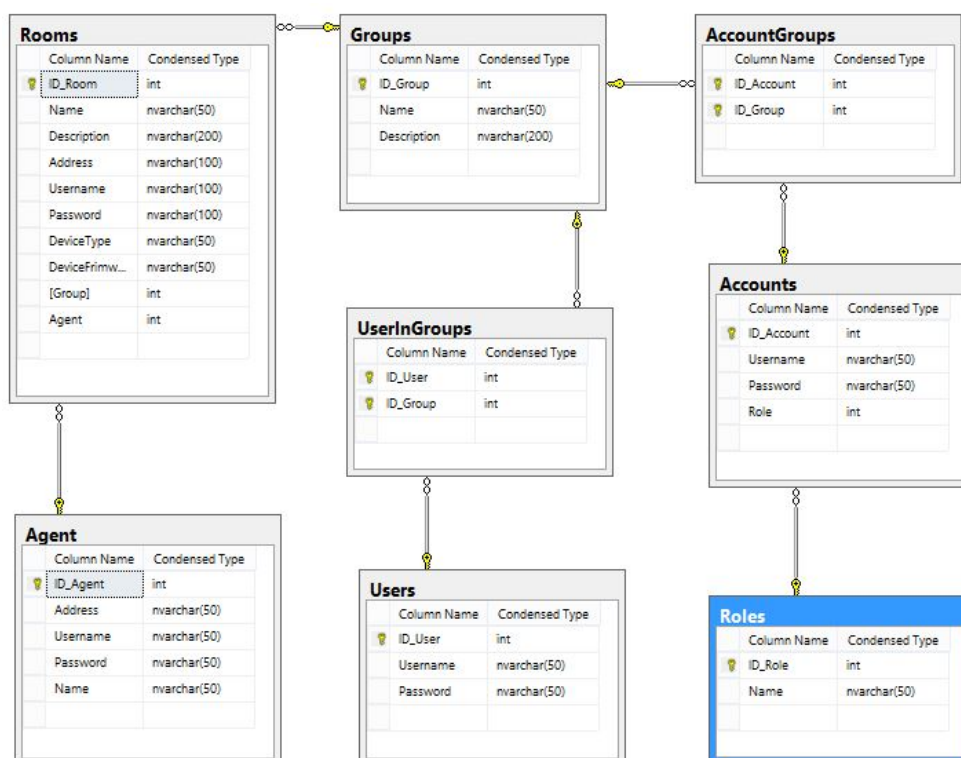 Rooms
Column Name Condensed Type
ID_Room int
Name nvarchar(50)
Description nvarchar(200)
Address nvarchar(100)
Username nvarchar(100)
Password nvarchar(100)
DeviceType nvarchar(50)
DeviceFrimw... nvarchar(50)
[Group] int
Agent int
Groups
Column Name Condensed Type
ID_Group int
Name nvarchar(50)
Description nvarchar(200)
AccountGroups
Column Name Condensed Type
ID_Account int
ID_Group int
UserInGroups
Column Name Condensed Type
ID_User int
ID_Group int
Accounts
Column Name Condensed Type
ID_Account int
Username nvarchar(50)
Password nvarchar(50)
Role int
Agent
Column Name Condensed Type
ID_Agent int
Address nvarchar(50)
Username nvarchar(50)
Password nvarchar(50)
Name nvarchar(50)
Users
Column Name Condensed Type
ID_User int
Username nvarchar(50)
Password nvarchar(50)
Roles
Column Name Condensed Type
ID_Role int
Name nvarchar(50)